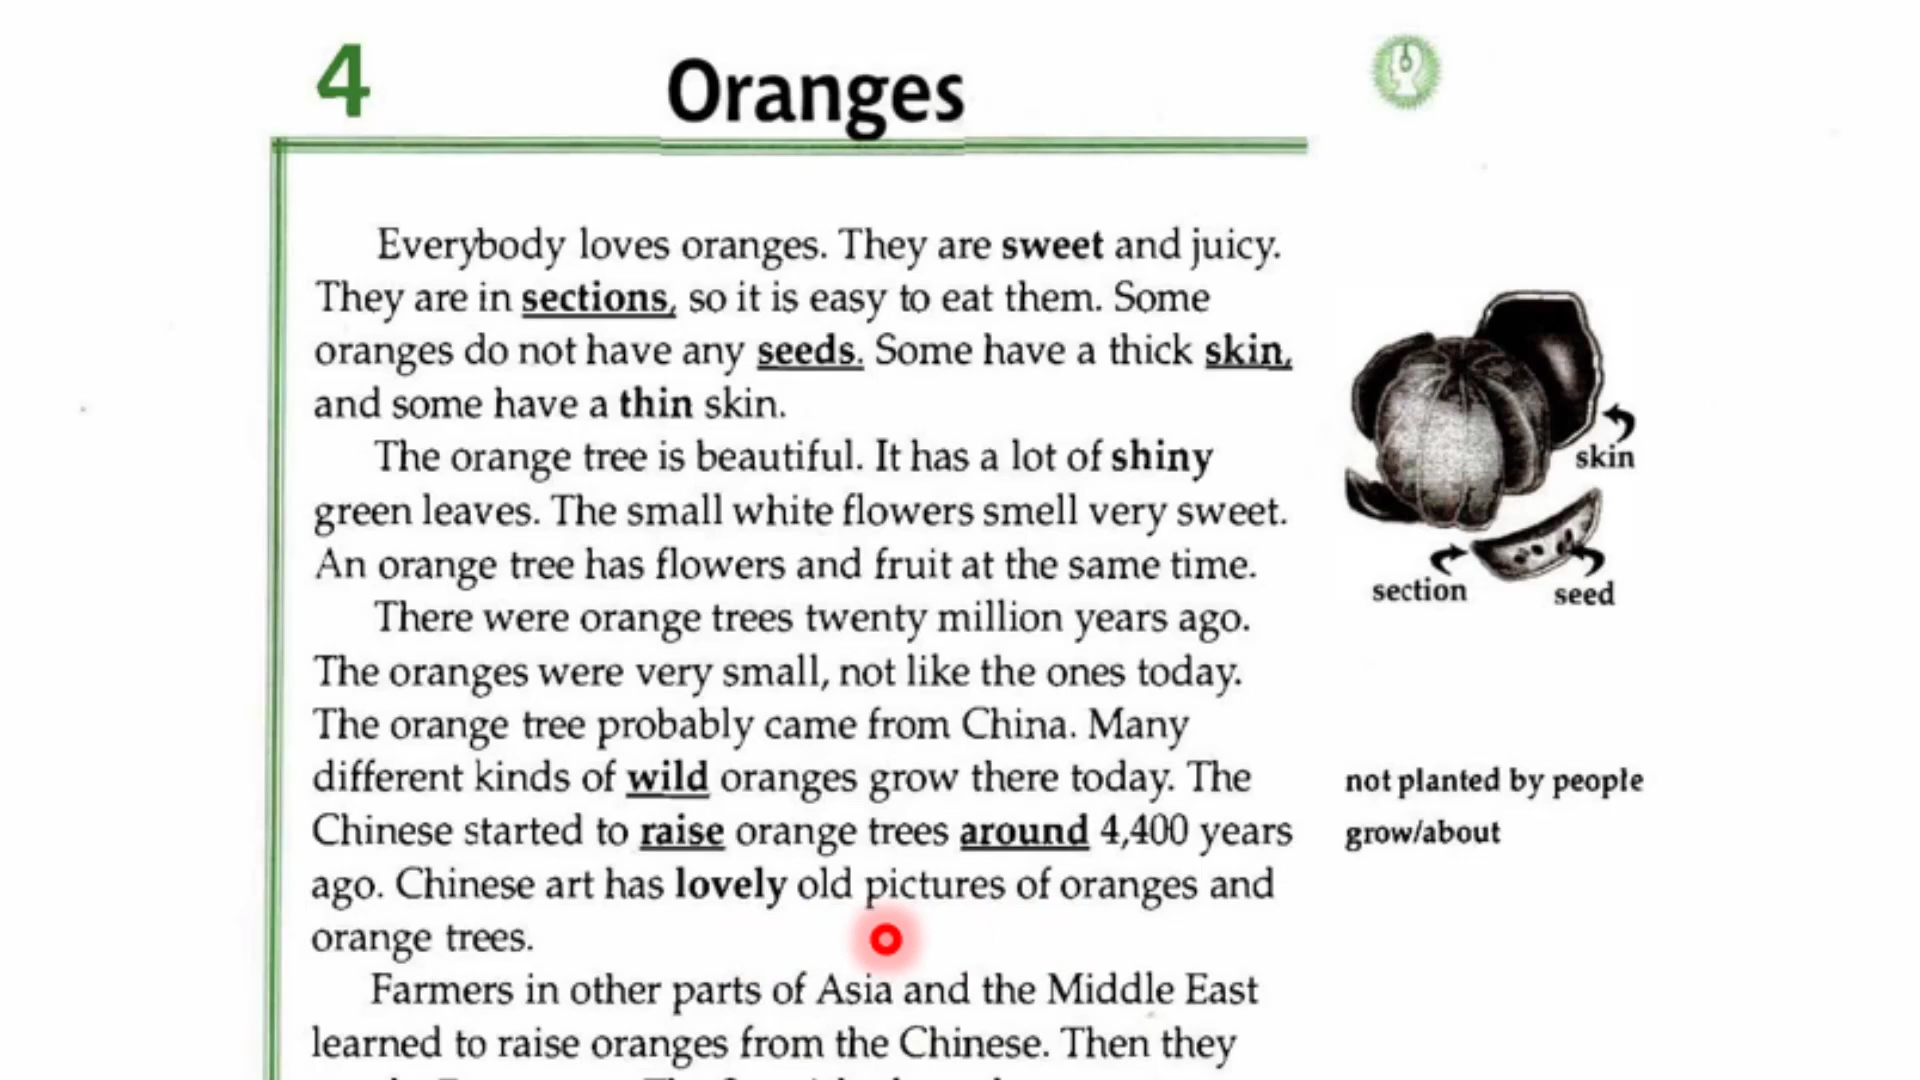 4 Oranges
Everybody loves oranges. They are sweet and juicy.
They are in sections, so it is easy to eat them. Some
oranges do not have any seeds. Some have a thick skin,
and some have a thin skin.
skin
The orange tree is beautiful. It has a lot of shiny
green leaves. The small white flowers smell very sweet.
An orange tree has flowers and fruit at the same time.
section seed
There were orange trees twenty million years ago.
The oranges were very small, not like the ones today.
The orange tree probably came from China. Many
different kinds of wild oranges grow there today. The
not planted by people
Chinese started to raise orange trees around 4,400 years
grow/about
ago. Chinese art has lovely old pictures of oranges and
orange trees.
Farmers in other parts of Asia and the Middle East
learned to raise oranges from the Chinese. Then they